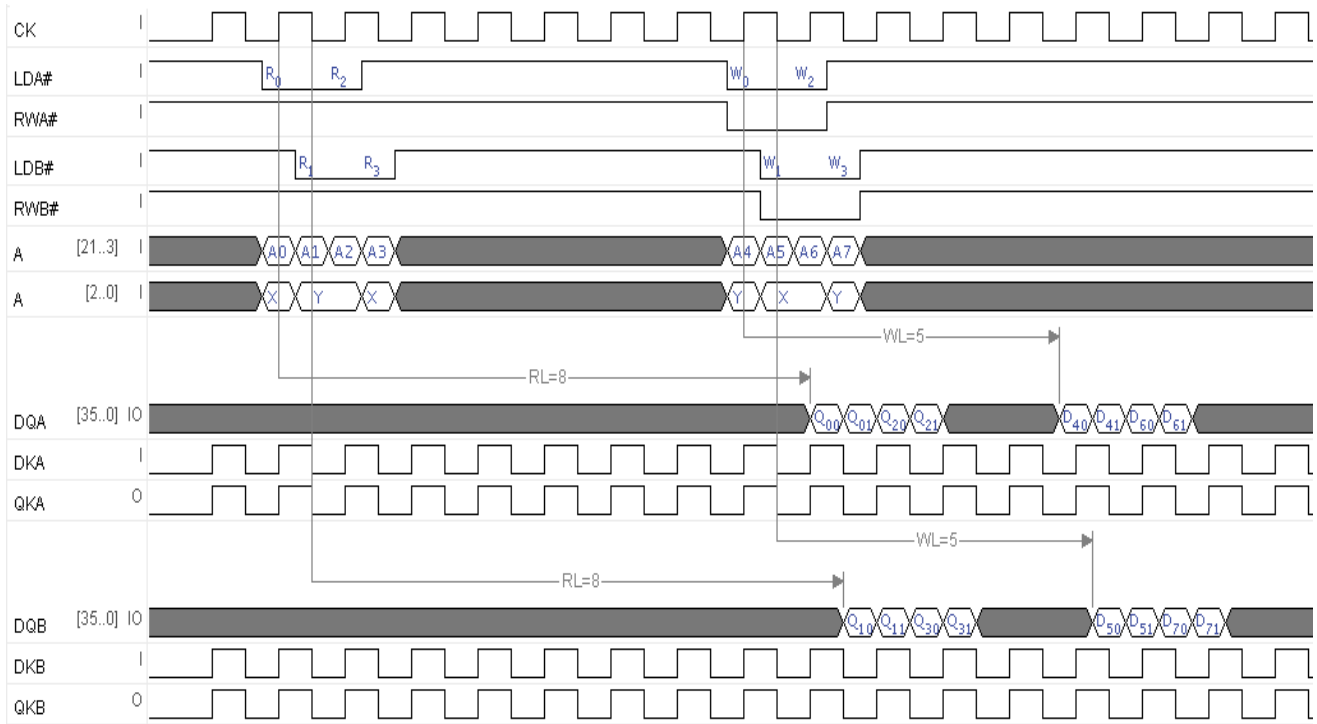 CK I
LDA# I R0 R2 W0 W2
RWA# I
LDB# I R1 R3 W1 W3
RWB# I
A [21..3] I A0 A1 A2 A3 A4 A5 A6 A7
A [2..0] I X Y X Y X Y
WL=5
RL=8
DQA [35..0] IO Q00 Q01 Q20 Q21 D40 D41 D60 D61
DKA I
QKA O
WL=5
RL=8
DQB [35..0] IO Q10 Q11 Q30 Q31 D50 D51 D70 D71
DKB I
QKB O